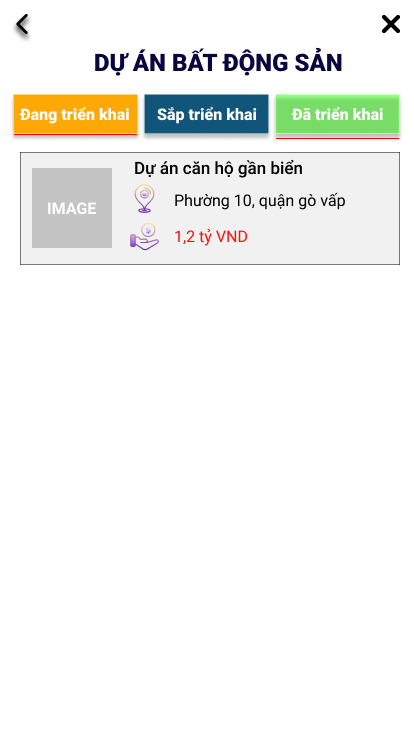 DỰ ÁN BẤT ĐỘNG SẢN
Đang triển khai
Sắp triển khai
Đã triển khai
IMAGE
Dự án căn hộ gần biển
Phường 10, quận gò vấp
1,2 tỷ VND